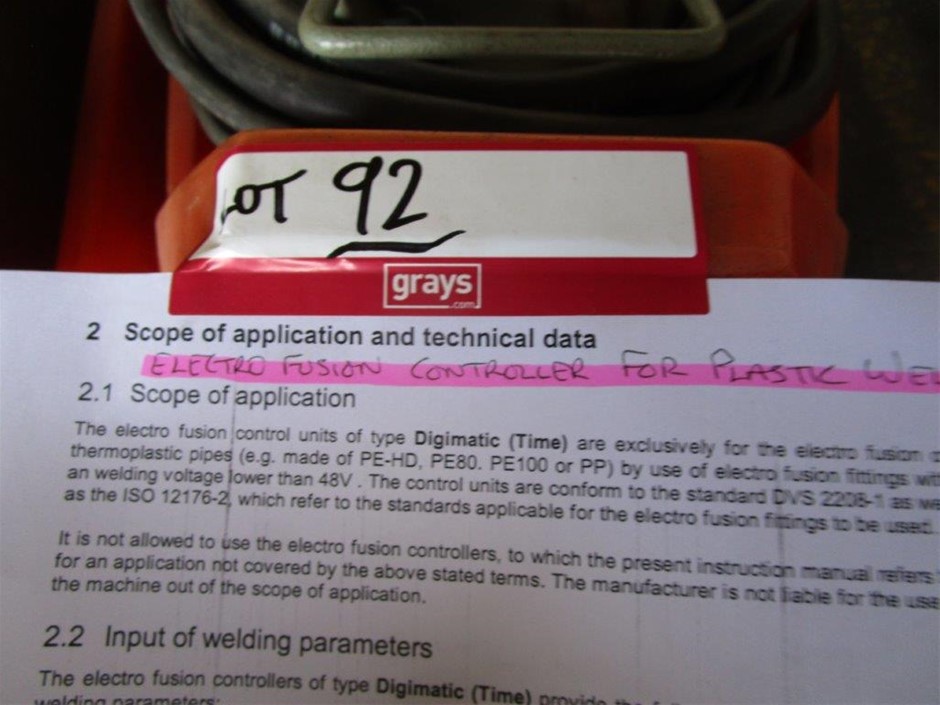 LOT 92
grays
.com
2 Scope of application and technical data
ELECTRO FUSION CONTROLLER FOR PLASTIC
2.1 Scope of application
The electro fusion control units of type Digimatic (Time) are exclusively for the electro fusion
thermoplastic pipes (e.g. made of PE-HD, PE80. PE100 or PP) by use of electro fusion fittings
an welding voltage lower than 48V . The control units are conform to the standard DVS 2208-1 as
as the ISO 12176-2, which refer to the standards applicable for the electro fusion fittings to be used.
It is not allowed to use the electro fusion controllers, to which the present instruction manual refers
for an application not covered by the above stated terms. The manufacturer is not liable for the use
the machine out of the scope of application.
2.2 Input of welding parameters
The electro fusion controllers of type Digimatic (Time) provide the
welding parameters: